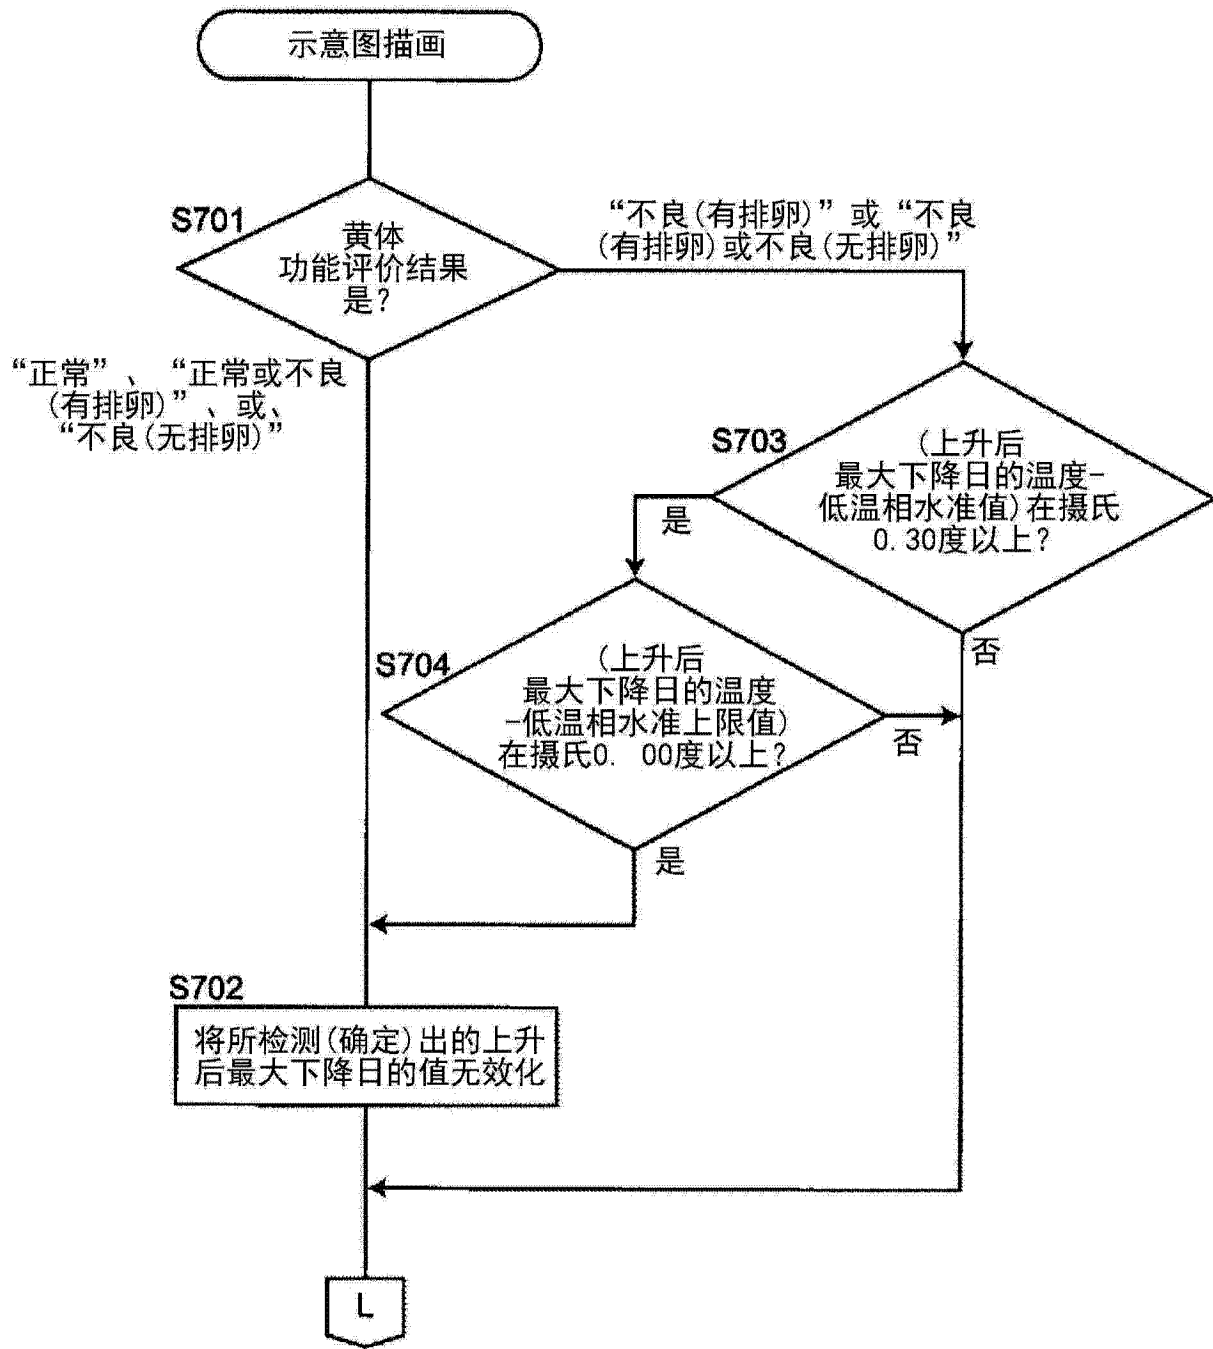 示意图描画
S701
黄体
功能评价结果
是？
“不良(有排卵)”或“不良
(有排卵)或不良(无排卵)”
“正常”、“正常或不良
(有排卵)”、或、
“不良(无排卵)”
S703
(上升后
最大下降日的温度-
低温相水准值)在摄氏
0.30度以上？
是
否
S704
(上升后
最大下降日的温度
-低温相水准上限值)
在摄氏0. 00度以上？
否
是
S702
将所检测(确定)出的上升
后最大下降日的值无效化
L